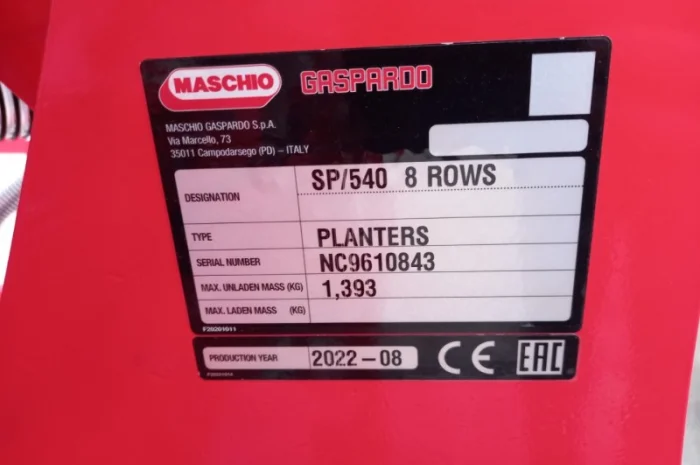 MASCHIO GASPARDO
MASCHIO GASPARDO S.p.A.
Via Marcello, 73
35011 Campodarsego (PD) – ITALY
DESIGNATION SP/540 8 ROWS
TYPE PLANTERS
SERIAL NUMBER NC9610843
MAX. UNLADEN MASS (KG) 1,393
MAX. LADEN MASS (KG)
F20201011
PRODUCTION YEAR 2022-08 CE EAC